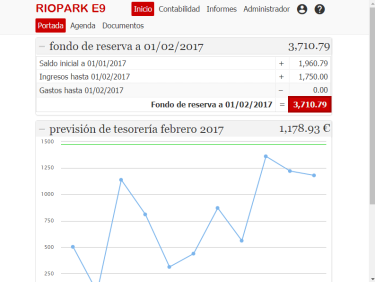 RIOPARK E9
Inicio Contabilidad Informes Administrador ?
Portada Agenda Documentos
− fondo de reserva a 01/02/2017 3,710.79
Saldo inicial a 01/01/2017 + 1,960.79
Ingresos hasta 01/02/2017 + 1,750.00
Gastos hasta 01/02/2017 − 0.00
Fondo de reserva a 01/02/2017 = 3,710.79
− previsión de tesorería febrero 2017 1,178.93 €
1500
1250
1000
750
500
250